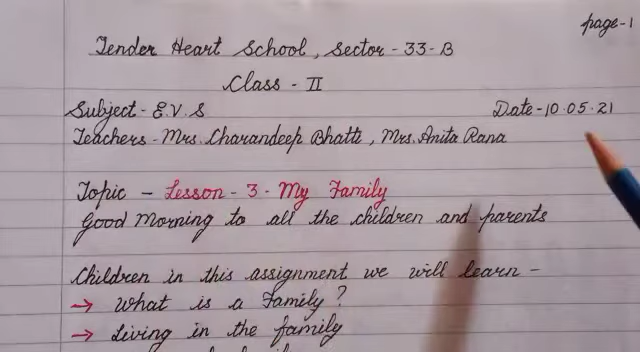 page-1
Tender Heart School, Sector-33-B
Class - II
Subject - E.V.S
Date-10.05.21
Teachers - Mrs. Charandeep Bhatti, Mrs. Anita Rana
Topic - Lesson - 3 - My Family
Good Morning to all the children and parents
Children in this assignment we will learn -
→ What is a Family?
→ Living in the family